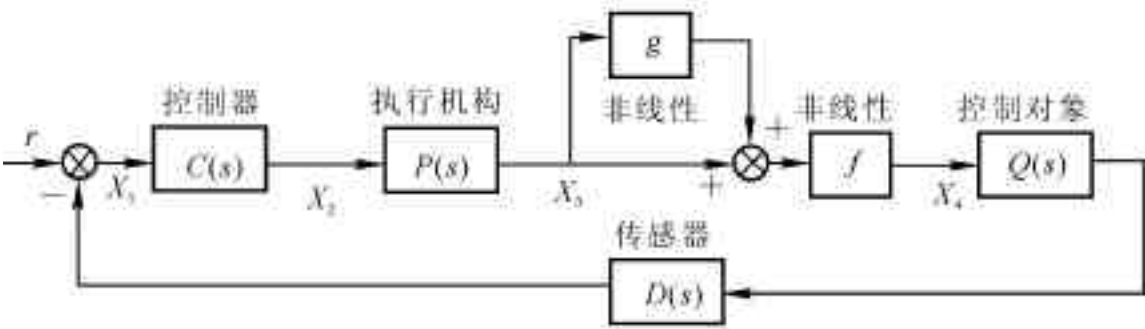 g
控制器
执行机构
非线性
非线性
控制对象
r
+
C(s)
P(s)
f
Q(s)
−
X₁
X₂
X₃
+
X₄
传感器
D(s)